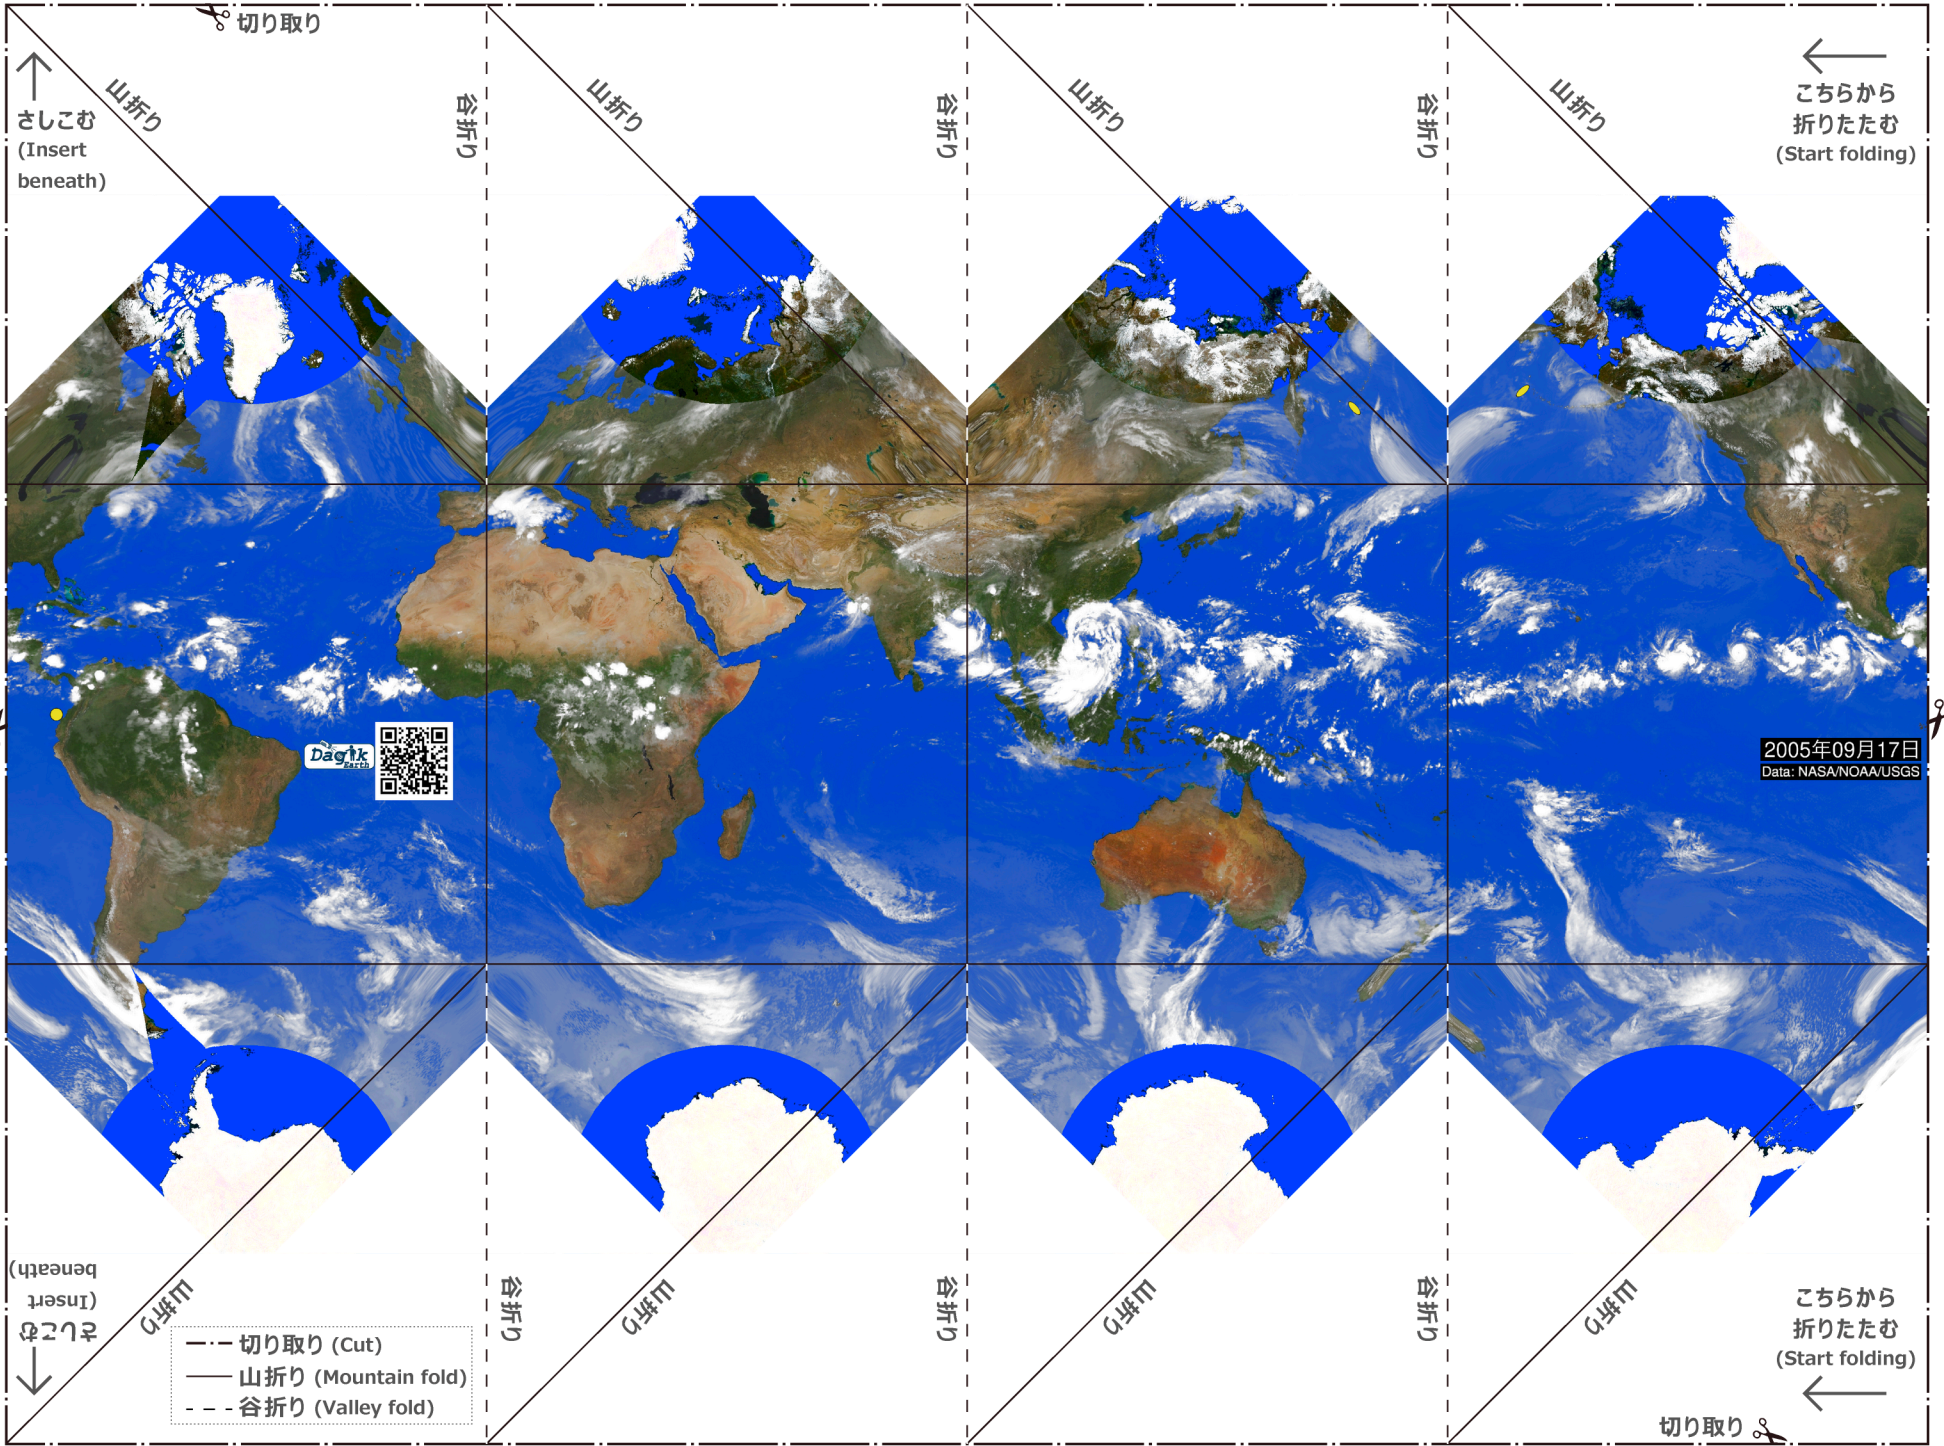 切り取り
さしこむ
(Insert
beneath)
山折り
谷折り
山折り
谷折り
山折り
谷折り
山折り
こちらから
折りたたむ
(Start folding)
Dagik
Earth
2005年09月17日
Data: NASA/NOAA/USGS
さしこむ
(Insert
beneath)
山折り
谷折り
山折り
谷折り
山折り
谷折り
山折り
こちらから
折りたたむ
(Start folding)
切り取り (Cut)
山折り (Mountain fold)
谷折り (Valley fold)
切り取り